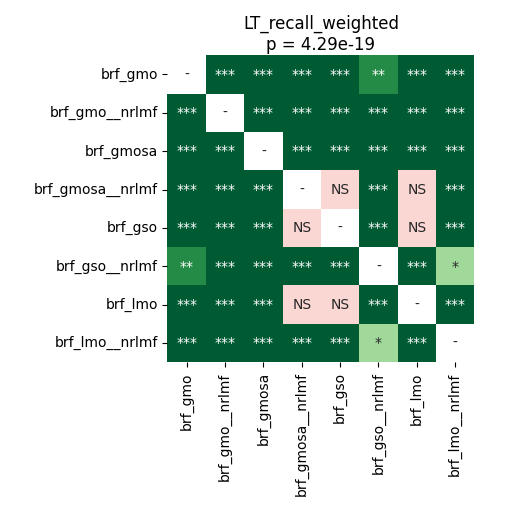 LT_recall_weighted
p = 4.29e-19
brf_gmo - *** *** *** *** ** *** ***
brf_gmo__nrlmf *** - *** *** *** *** *** ***
brf_gmosa *** *** - *** *** *** *** ***
brf_gmosa__nrlmf *** *** *** - NS *** NS ***
brf_gso *** *** *** NS - *** NS ***
brf_gso__nrlmf ** *** *** *** *** - *** *
brf_lmo *** *** *** NS NS *** - ***
brf_lmo__nrlmf *** *** *** *** *** * *** -
brf_gmo
brf_gmo__nrlmf
brf_gmosa
brf_gmosa__nrlmf
brf_gso
brf_gso__nrlmf
brf_lmo
brf_lmo__nrlmf